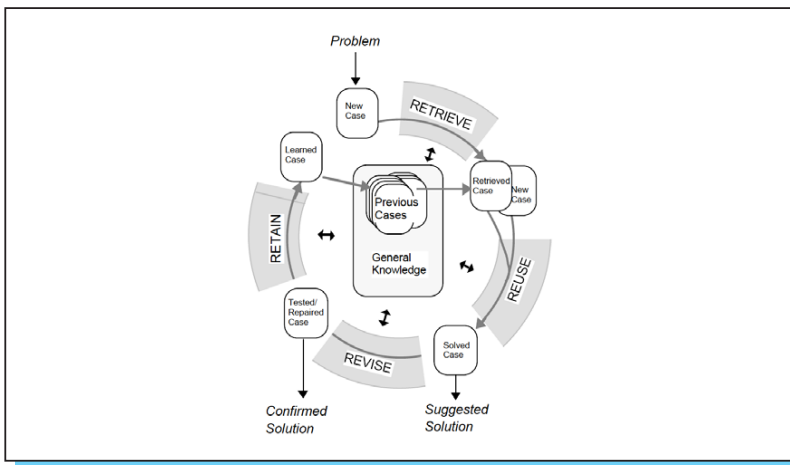 Problem
New
Case
RETRIEVE
Learned
Case
Retrieved
Case
New
Case
Previous
Cases
General
Knowledge
RETAIN
REUSE
Tested/
Repaired
Case
REVISE
Solved
Case
Confirmed
Solution
Suggested
Solution